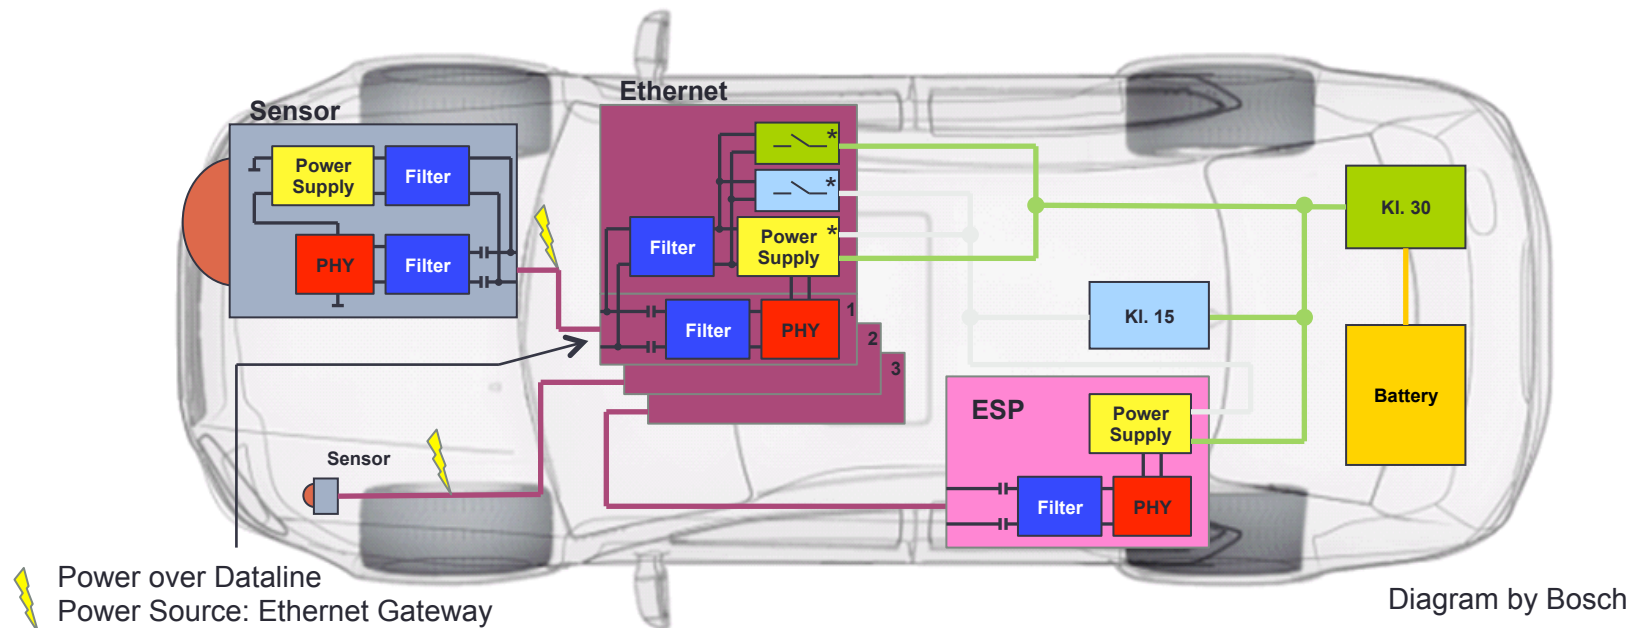 Ethernet
Sensor
*
*
Power
Supply
Filter
Filter
Power
Supply
*
PHY
Filter
1
Filter
PHY
2
3
Kl. 30
Kl. 15
Battery
ESP
Power
Supply
Filter
PHY
Sensor
Power over Dataline
Power Source: Ethernet Gateway
Diagram by Bosch